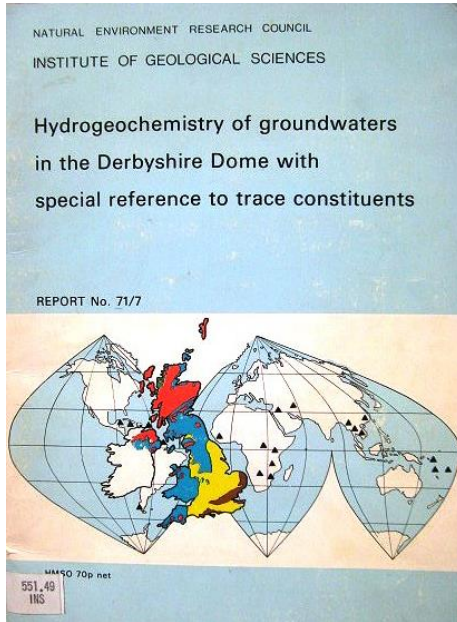 NATURAL ENVIRONMENT RESEARCH COUNCIL
INSTITUTE OF GEOLOGICAL SCIENCES
Hydrogeochemistry of groundwaters
in the Derbyshire Dome with
special reference to trace constituents
REPORT No. 71/7
HMSO 70p net
551.49
INS